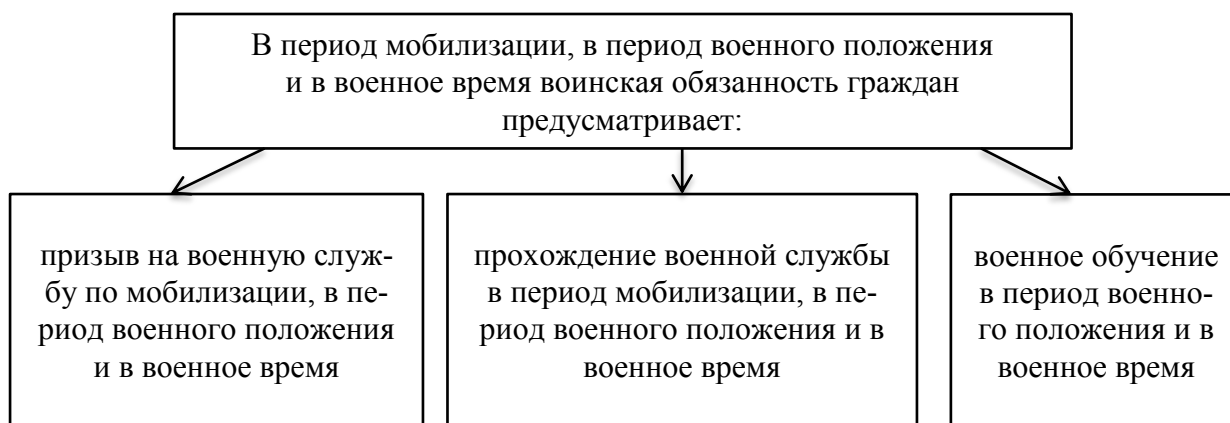 В период мобилизации, в период военного положения
и в военное время воинская обязанность граждан
предусматривает:
призыв на военную служ-
бу по мобилизации, в пе-
риод военного положения
и в военное время
прохождение военной службы
в период мобилизации, в пе-
риод военного положения и в
военное время
военное обучение
в период военно-
го положения и в
военное время